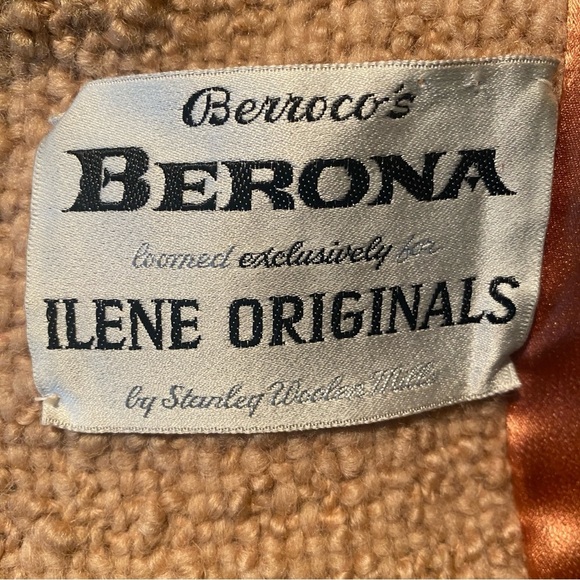 Berroco's
BERONA
loomed exclusively for
ILENE ORIGINALS
by Stanley Woolen Mills